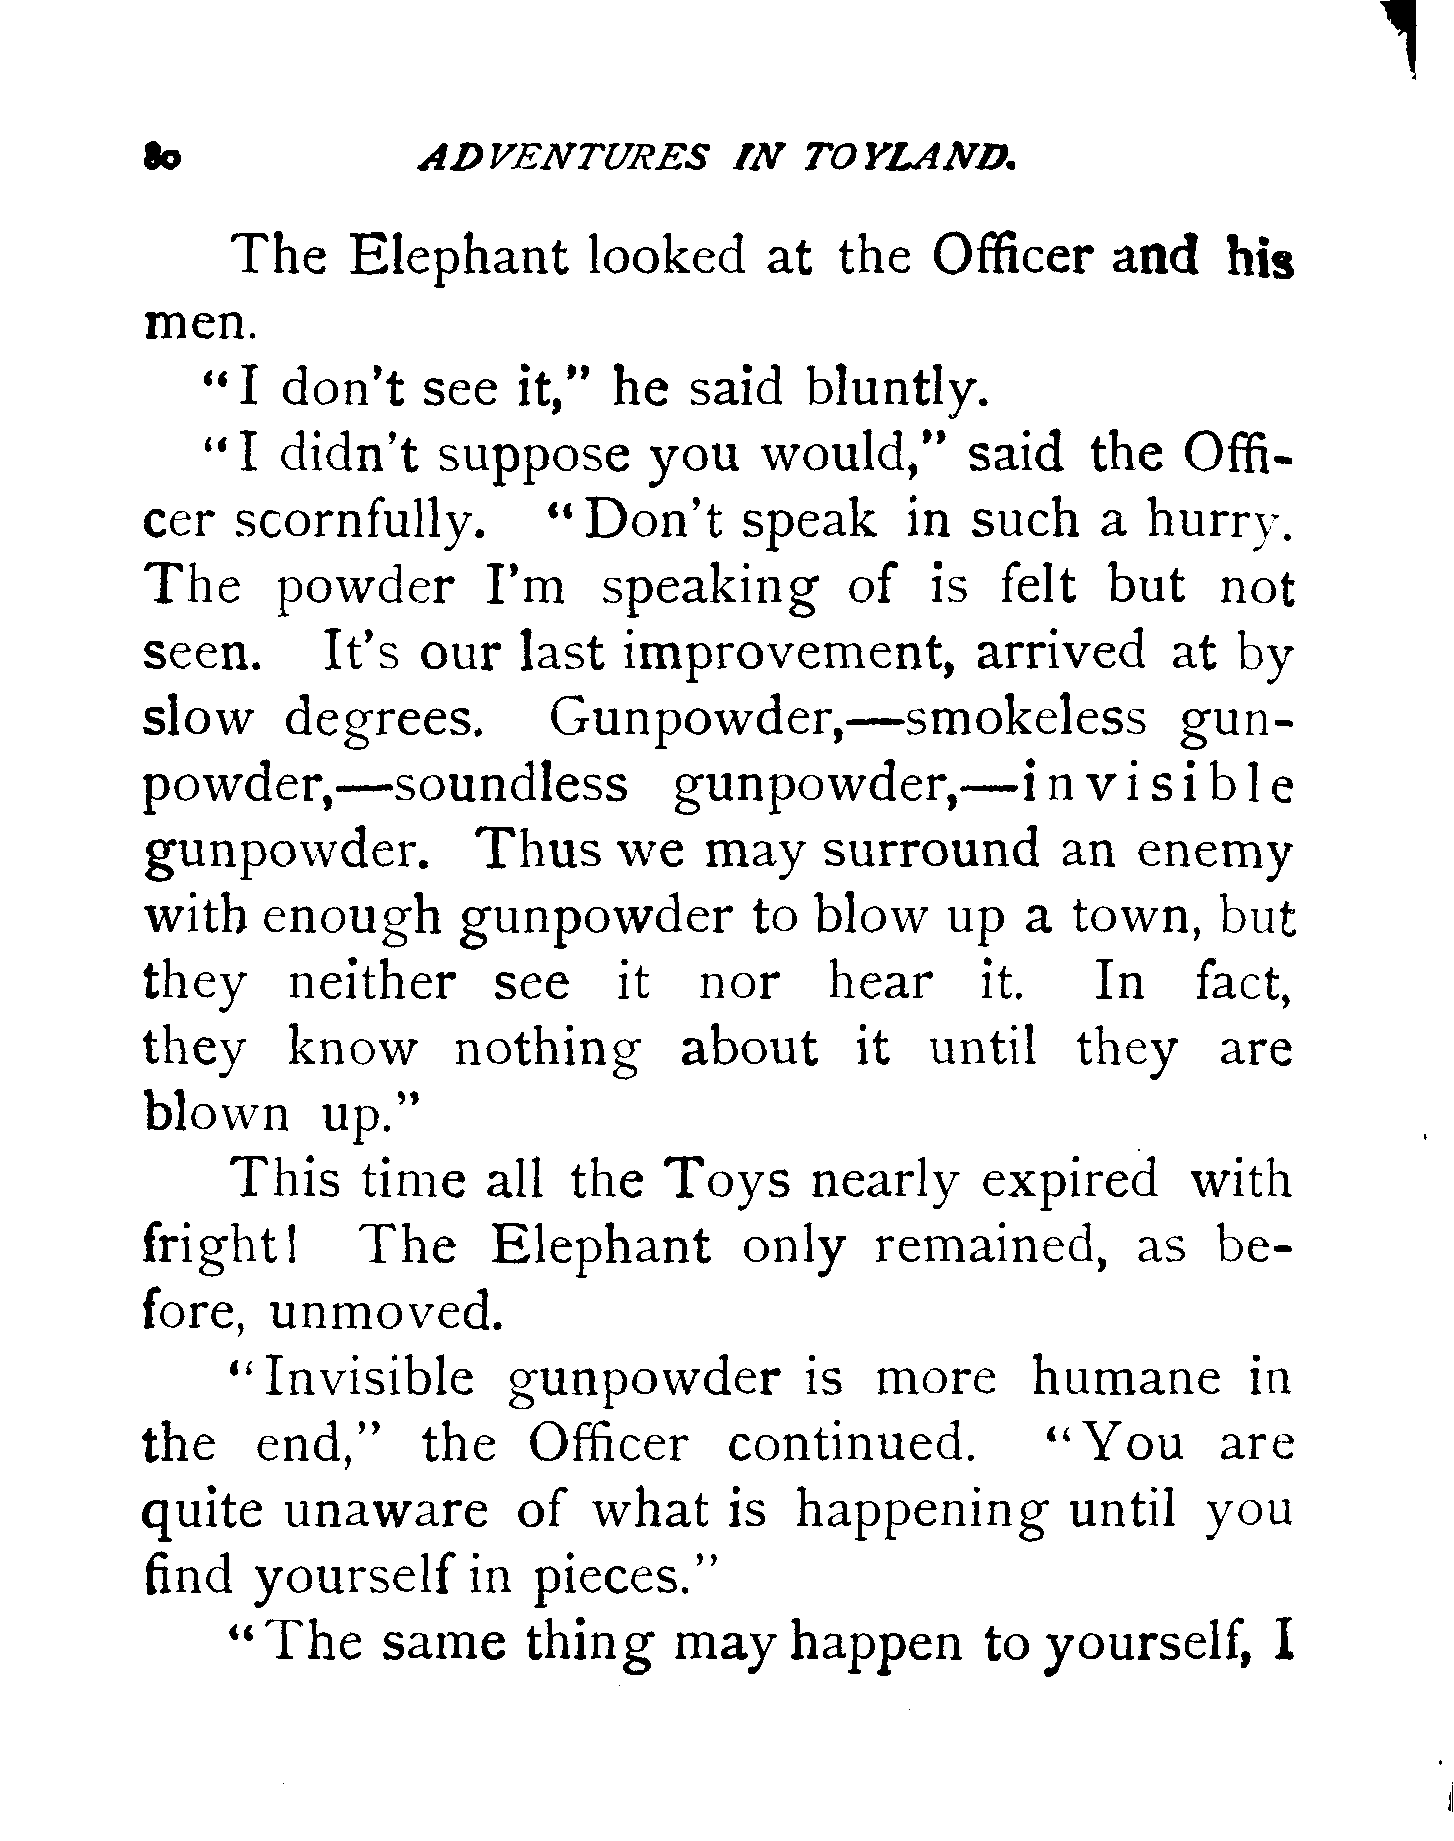 80 ADVENTURES IN TOYLAND.
The Elephant looked at the Officer and his
men.
"I don't see it," he said bluntly.
"I didn't suppose you would," said the Offi-
cer scornfully. "Don't speak in such a hurry.
The powder I'm speaking of is felt but not
seen. It's our last improvement, arrived at by
slow degrees. Gunpowder,—smokeless gun-
powder,—soundless gunpowder,—invisible
gunpowder. Thus we may surround an enemy
with enough gunpowder to blow up a town, but
they neither see it nor hear it. In fact,
they know nothing about it until they are
blown up."
This time all the Toys nearly expired with
fright! The Elephant only remained, as be-
fore, unmoved.
"Invisible gunpowder is more humane in
the end," the Officer continued. "You are
quite unaware of what is happening until you
find yourself in pieces."
"The same thing may happen to yourself, I